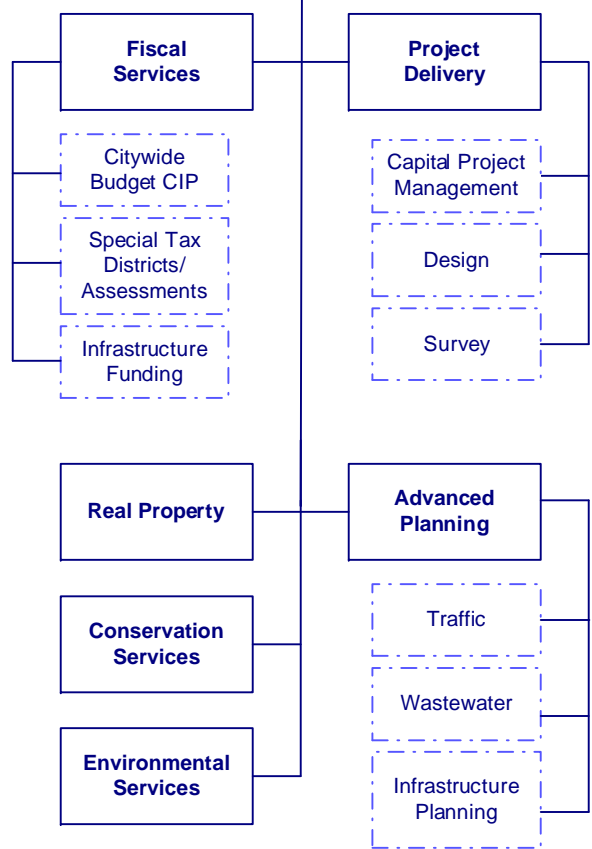 Fiscal
Services
Citywide
Budget CIP
Special Tax
Districts/
Assessments
Infrastructure
Funding
Project
Delivery
Capital Project
Management
Design
Survey
Real Property
Conservation
Services
Environmental
Services
Advanced
Planning
Traffic
Wastewater
Infrastructure
Planning